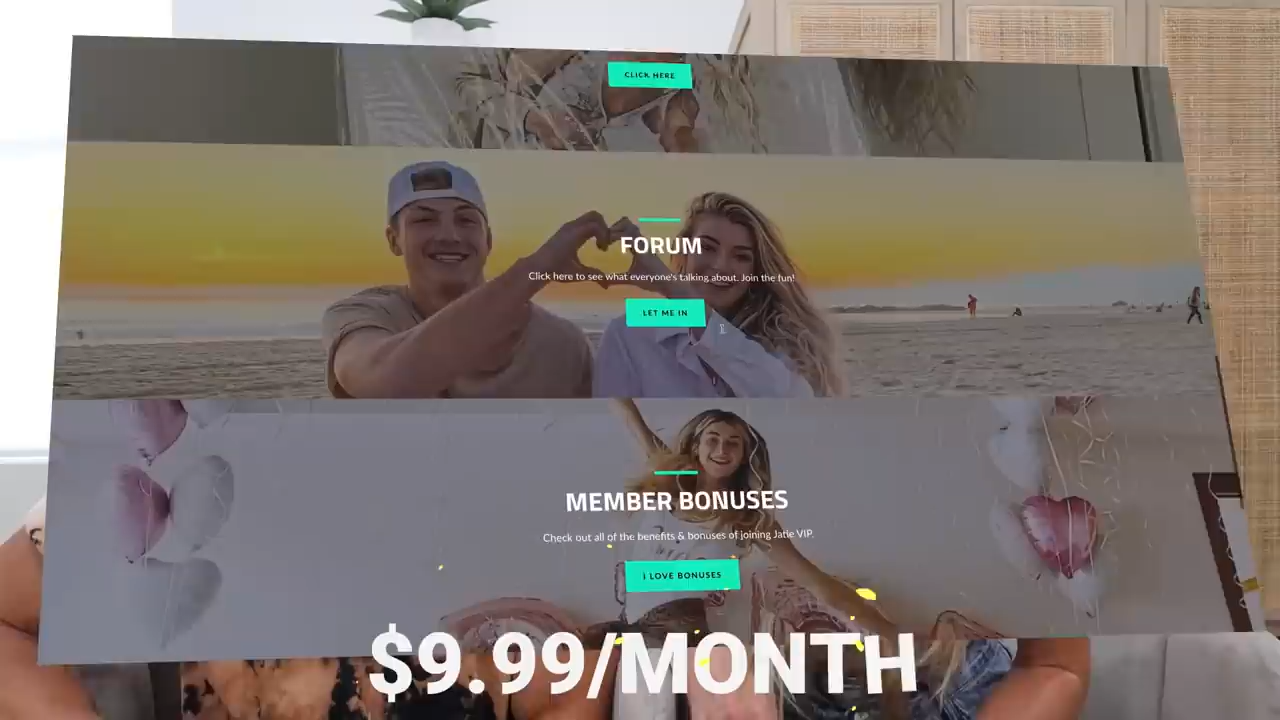 CLICK HERE
FORUM
Click here to see what everyone's talking about. Join the fun!
LET ME IN
MEMBER BONUSES
Check out all of the benefits & bonuses of joining Jatie VIP.
I LOVE BONUSES
$9.99/MONTH